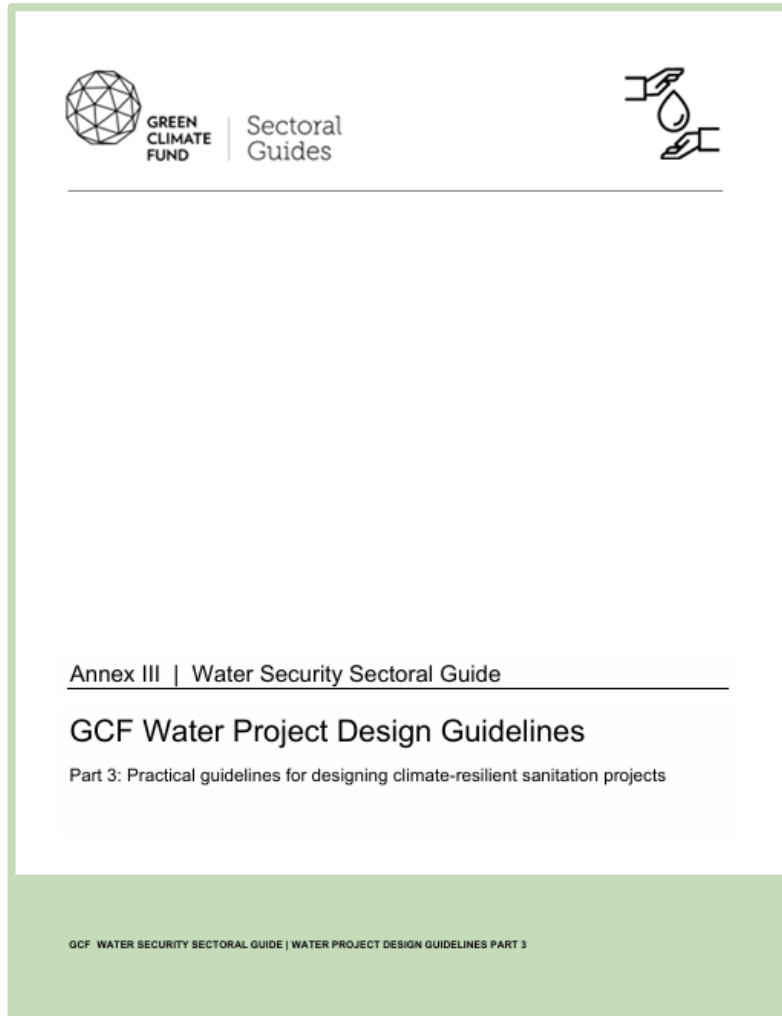 GREEN
CLIMATE
FUND
Sectoral
Guides
Annex III | Water Security Sectoral Guide
GCF Water Project Design Guidelines
Part 3: Practical guidelines for designing climate-resilient sanitation projects
GCF WATER SECURITY SECTORAL GUIDE | WATER PROJECT DESIGN GUIDELINES PART 3